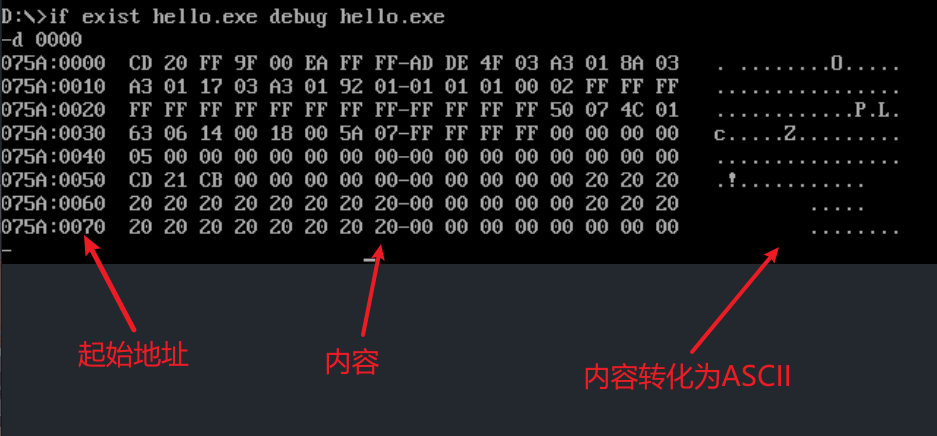 D:\>if exist hello.exe debug hello.exe
-d 0000
075A:0000  CD 20 FF 9F 00 EA FF FF-AD DE 4F 03 A3 01 8A 03   . ........O.....
075A:0010  A3 01 17 03 A3 01 92 01-01 01 01 00 02 FF FF FF   ................
075A:0020  FF FF FF FF FF FF FF FF-FF FF FF FF 50 07 4C 01   ............P.L.
075A:0030  63 06 14 00 18 00 5A 07-FF FF FF FF 00 00 00 00   c.....Z.........
075A:0040  05 00 00 00 00 00 00 00-00 00 00 00 00 00 00 00   ................
075A:0050  CD 21 CB 00 00 00 00 00-00 00 00 00 00 20 20 20   .!...........
075A:0060  20 20 20 20 20 20 20 20-00 00 00 00 00 20 20 20           .....
075A:0070  20 20 20 20 20 20 20 20-00 00 00 00 00 00 00 00           ........
-
起始地址
内容
内容转化为ASCII